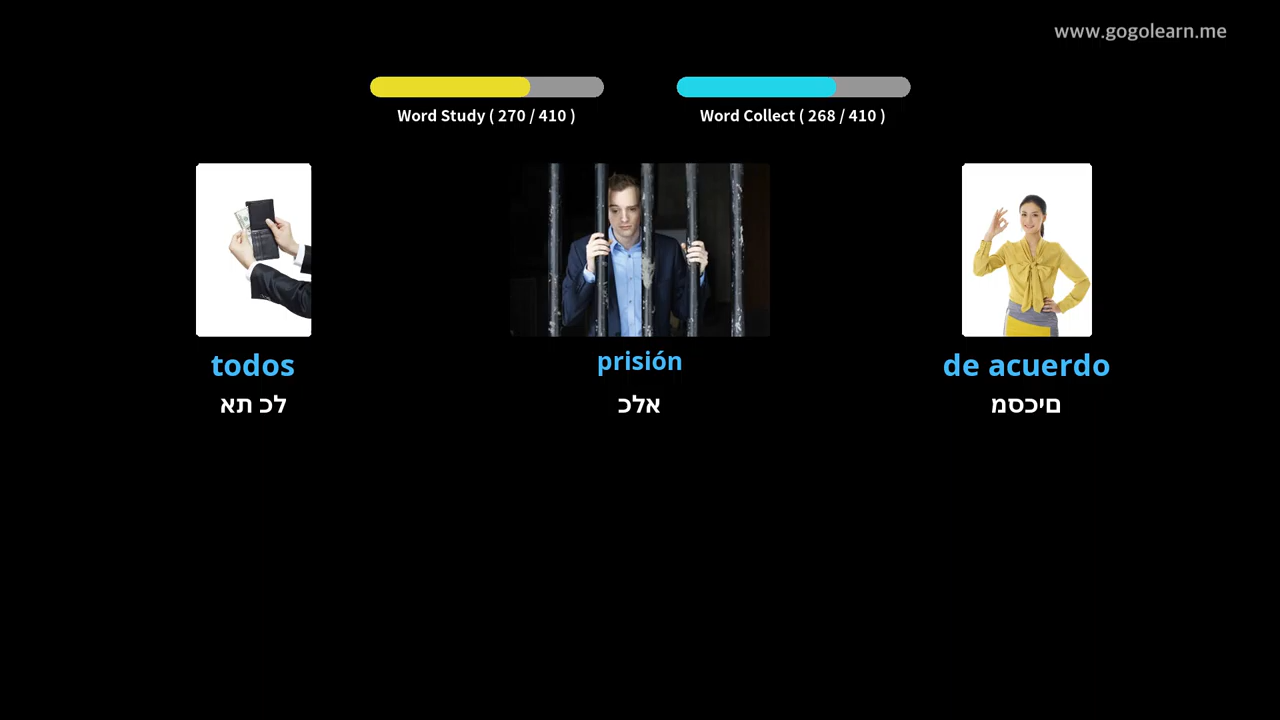 www.gogolearn.me
Word Study ( 270 / 410 )
Word Collect ( 268 / 410 )
todos
לכ תא
prisión
אלכ
de acuerdo
םיכסמ